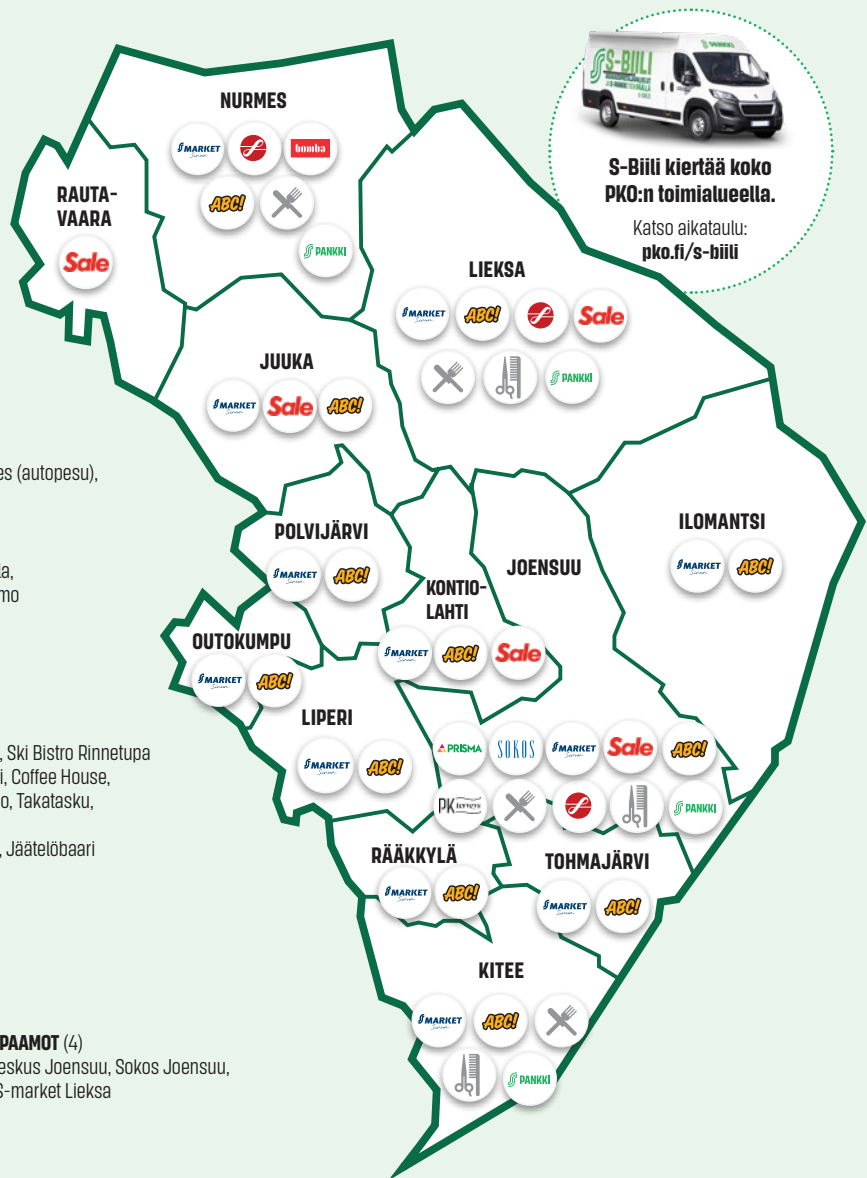 S-BIILI
S PANKKI
S-Biili kiertää koko
PKO:n toimialueella.
Katso aikataulu:
pko.fi/s-biili
NURMES
S MARKET
bomba
ABC!
S PANKKI
RAUTA-
VAARA
Sale
LIEKSA
S MARKET
ABC!
Sale
S PANKKI
JUUKA
S MARKET
Sale
ABC!
es (autopesu),
la,
mo
POLVIJÄRVI
S MARKET
ABC!
KONTIO-
LAHTI
S MARKET
ABC!
Sale
JOENSUU
ILOMANTSI
S MARKET
ABC!
OUTOKUMPU
S MARKET
ABC!
LIPERI
S MARKET
ABC!
PRISMA
SOKOS
S MARKET
Sale
ABC!
PK
S PANKKI
, Ski Bistro Rinnetupa
i, Coffee House,
o, Takatasku,
, Jäätelöbaari
RÄÄKKYLÄ
S MARKET
ABC!
TOHMAJÄRVI
S MARKET
ABC!
KITEE
S MARKET
ABC!
S PANKKI
PAAMOT (4)
eskus Joensuu, Sokos Joensuu,
S-market Lieksa